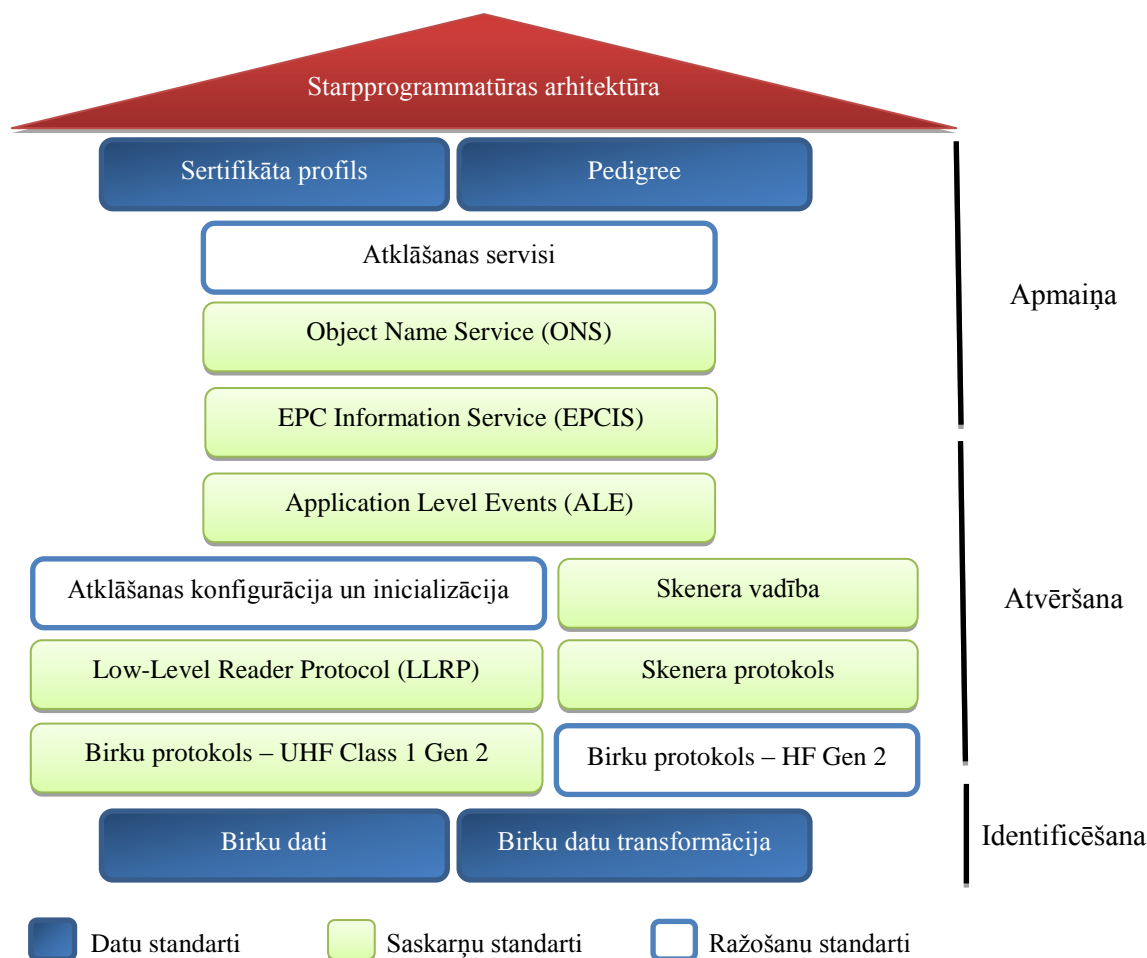 Starpprogrammatūras arhitektūra
Sertifikāta profils
Pedigree
Atklāšanas servisi
Object Name Service (ONS)
EPC Information Service (EPCIS)
Apmaiņa
Application Level Events (ALE)
Atklāšanas konfigurācija un inicializācija
Skenera vadība
Low-Level Reader Protocol (LLRP)
Skenera protokols
Birku protokols – UHF Class 1 Gen 2
Birku protokols – HF Gen 2
Atvēršana
Birku dati
Birku datu transformācija
Identificēšana
Datu standarti
Saskarņu standarti
Ražošanu standarti